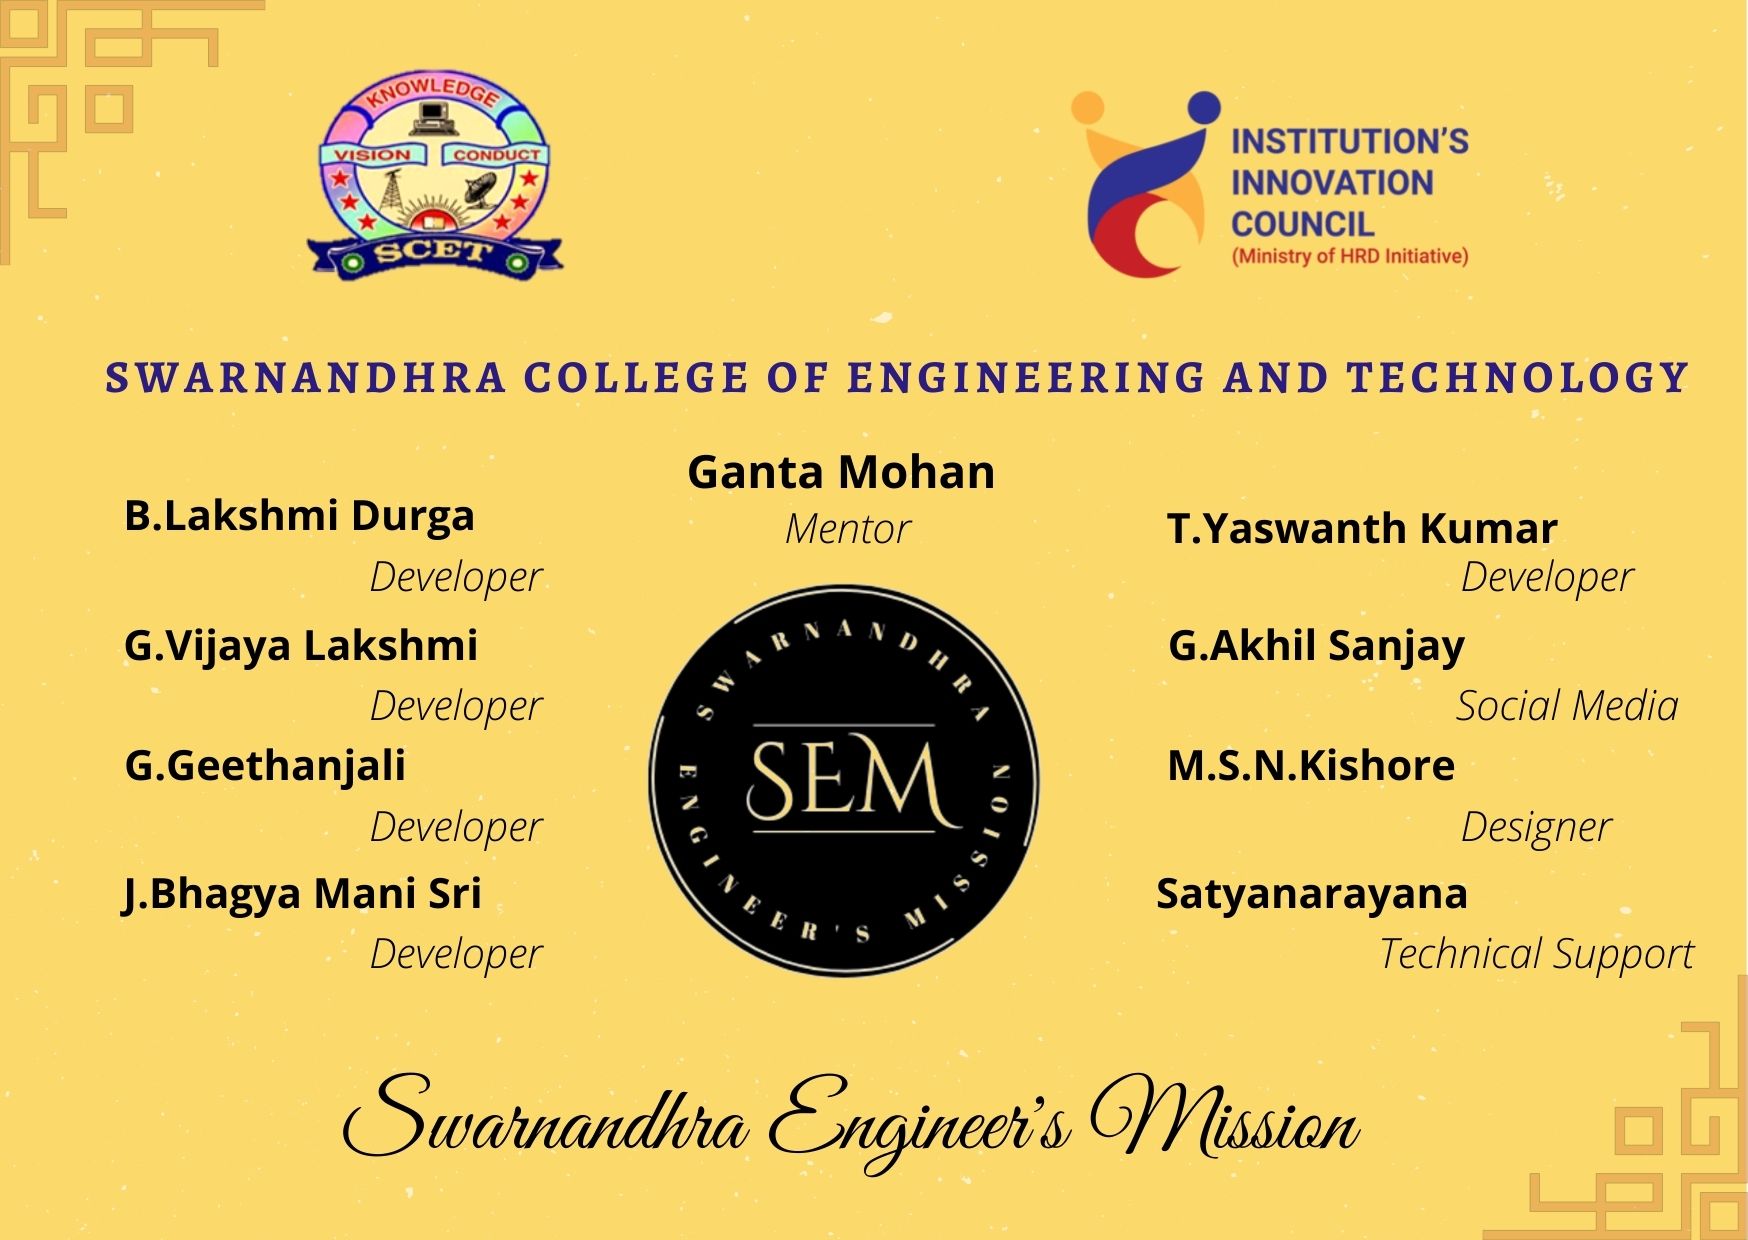 KNOWLEDGE
VISION CONDUCT
SCET
INSTITUTION'S
INNOVATION
COUNCIL
(Ministry of HRD Initiative)
SWARNANDHRA COLLEGE OF ENGINEERING AND TECHNOLOGY
Ganta Mohan
Mentor
B.Lakshmi Durga
Developer
G.Vijaya Lakshmi
Developer
G.Geethanjali
Developer
J.Bhagya Mani Sri
Developer
SWARNANDHRA
SEM
ENGINEER'S MISSION
T.Yaswanth Kumar
Developer
G.Akhil Sanjay
Social Media
M.S.N.Kishore
Designer
Satyanarayana
Technical Support
Swarnandhra Engineer's Mission